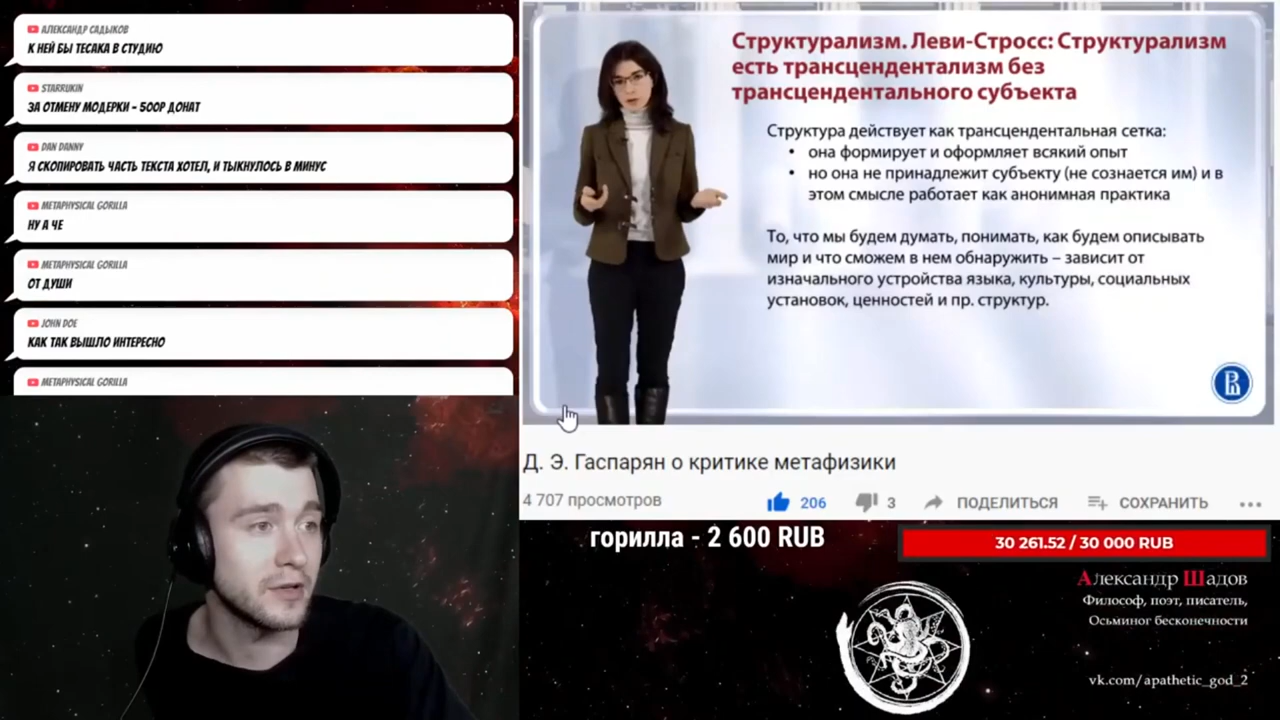 АЛЕКСАНДР САДЫКОВ
К НЕЙ БЫ ТЕСАКА В СТУДИЮ
STARRUKIN
ЗА ОТМЕНУ МОДЕРКИ - 500Р ДОНАТ
DAN DANNY
Я СКОПИРОВАТЬ ЧАСТЬ ТЕКСТА ХОТЕЛ, И ТЫКНУЛОСЬ В МИНУС
METAPHYSICAL GORILLA
НУ А ЧЕ
METAPHYSICAL GORILLA
ОТ ДУШИ
JOHN DOE
КАК ТАК ВЫШЛО ИНТЕРЕСНО
METAPHYSICAL GORILLA
Структурализм. Леви-Стросс: Структурализм
есть трансцендентализм без
трансцендентального субъекта
Структура действует как трансцендентальная сетка:
• она формирует и оформляет всякий опыт
• но она не принадлежит субъекту (не сознается им) и в
этом смысле работает как анонимная практика
То, что мы будем думать, понимать, как будем описывать
мир и что сможем в нем обнаружить – зависит от
изначального устройства языка, культуры, социальных
установок, ценностей и пр. структур.
Д. Э. Гаспарян о критике метафизики
4 707 просмотров
206
3
ПОДЕЛИТЬСЯ
СОХРАНИТЬ
горилла - 2 600 RUB
30 261.52 / 30 000 RUB
Александр Шадов
Философ, поэт, писатель,
Осьминог бесконечности
vk.com/apathetic_god_2